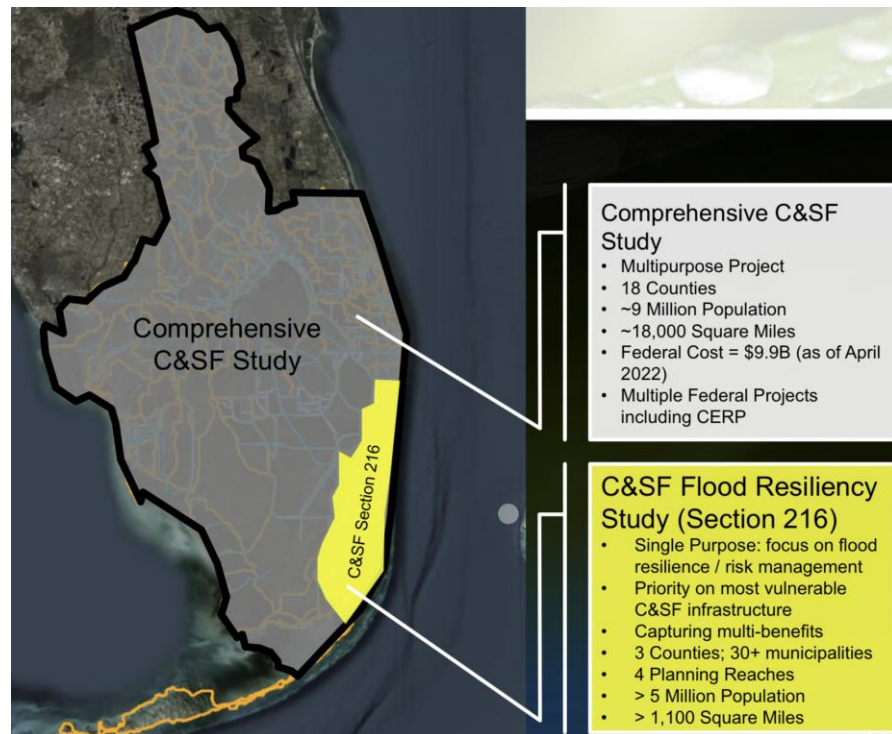 Comprehensive
C&SF Study
C&SF Section 216
Comprehensive C&SF
Study
• Multipurpose Project
• 18 Counties
• ~9 Million Population
• ~18,000 Square Miles
• Federal Cost = $9.9B (as of April
2022)
• Multiple Federal Projects
including CERP
C&SF Flood Resiliency
Study (Section 216)
• Single Purpose: focus on flood
resilience / risk management
• Priority on most vulnerable
C&SF infrastructure
• Capturing multi-benefits
• 3 Counties; 30+ municipalities
• 4 Planning Reaches
• > 5 Million Population
• > 1,100 Square Miles